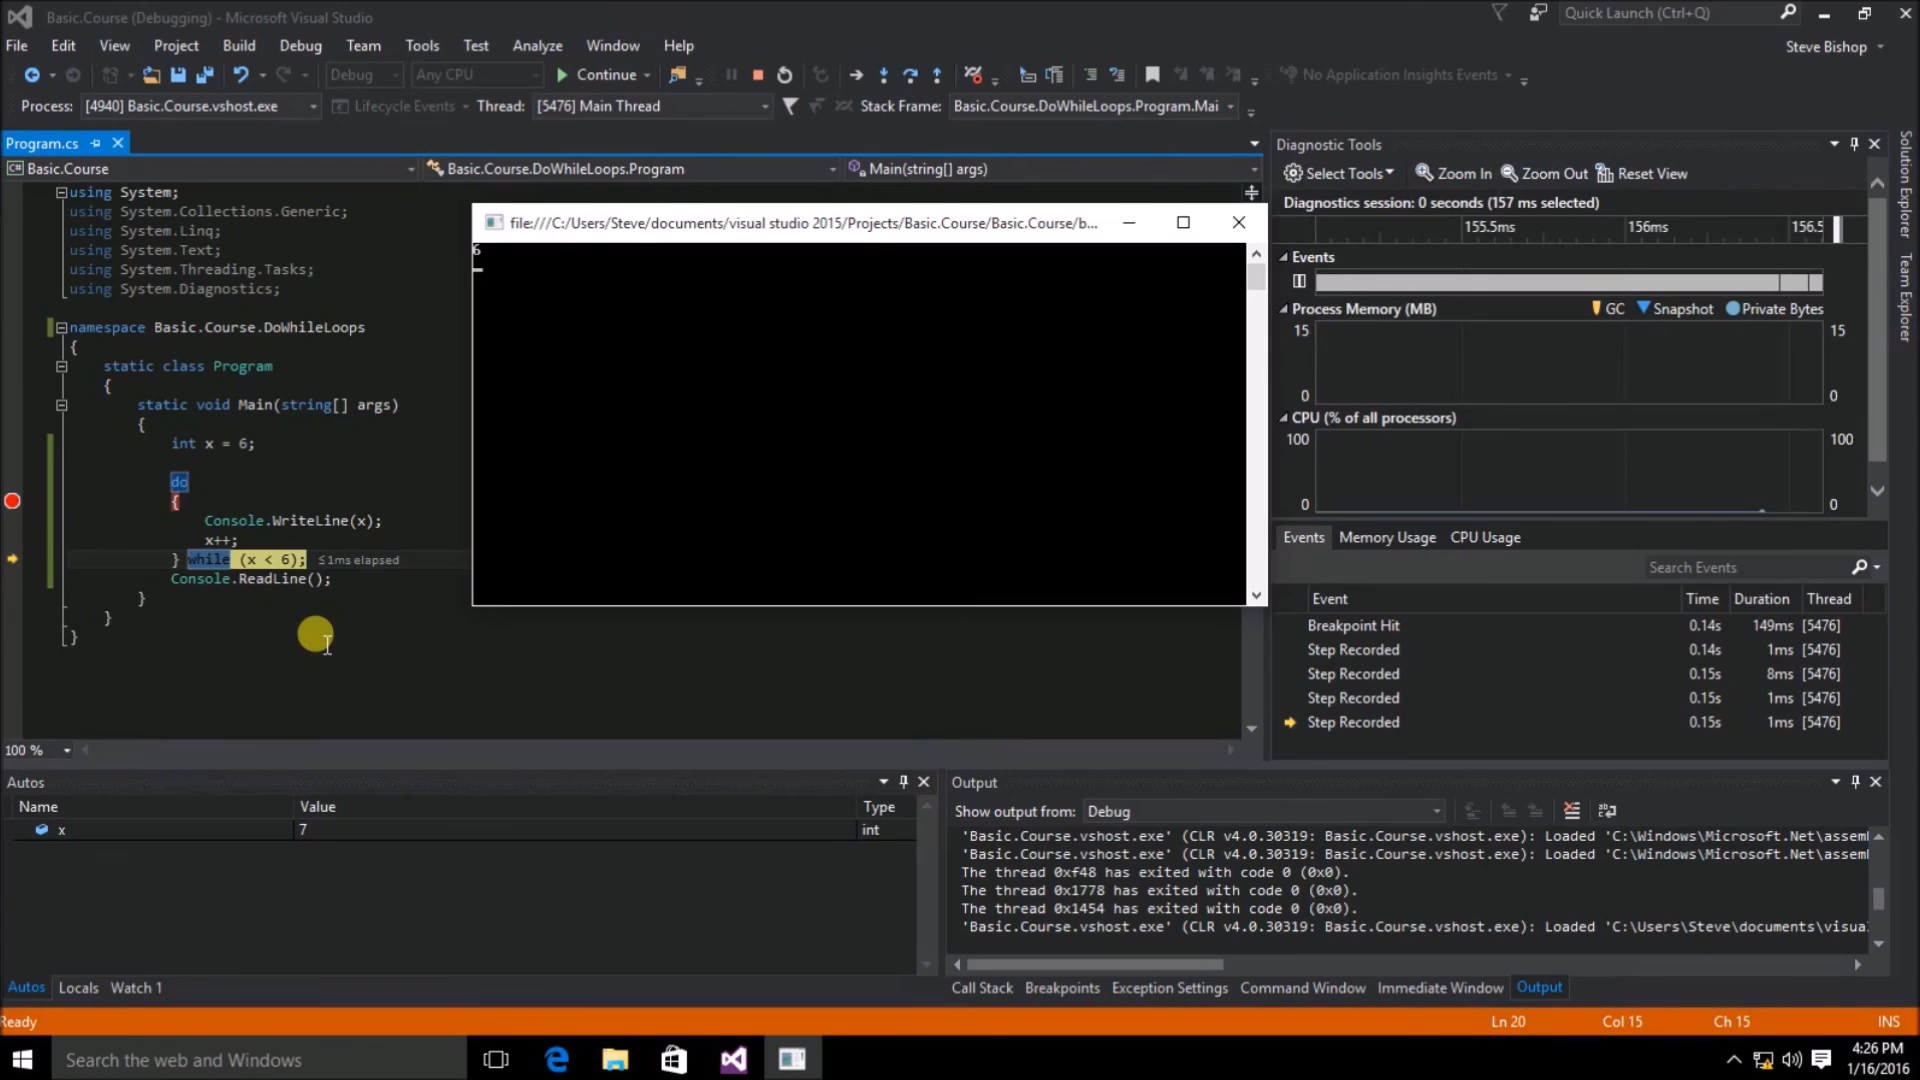 Basic.Course (Debugging) - Microsoft Visual Studio
Quick Launch (Ctrl+Q)
File Edit View Project Build Debug Team Tools Test Analyze Window Help
Steve Bishop
Debug Any CPU Continue No Application Insights Events
Process: [4940] Basic.Course.vshost.exe Lifecycle Events Thread: [5476] Main Thread Stack Frame: Basic.Course.DoWhileLoops.Program.Mai
Program.cs
C# Basic.Course Basic.Course.DoWhileLoops.Program Main(string[] args)
using System;
using System.Collections.Generic;
using System.Linq;
using System.Text;
using System.Threading.Tasks;
using System.Diagnostics;
namespace Basic.Course.DoWhileLoops
{
static class Program
{
static void Main(string[] args)
{
int x = 6;
do
{
Console.WriteLine(x);
x++;
} while (x < 6); ≤1ms elapsed
Console.ReadLine();
}
}
}
100 %
file:///C:/Users/Steve/documents/visual studio 2015/Projects/Basic.Course/Basic.Course/b...
6
Diagnostic Tools
Select Tools Zoom In Zoom Out Reset View
Diagnostics session: 0 seconds (157 ms selected)
155.5ms 156ms 156.5
Events
Process Memory (MB) GC Snapshot Private Bytes
15 15
0 0
CPU (% of all processors)
100 100
0 0
Events Memory Usage CPU Usage
Search Events
Event Time Duration Thread
Breakpoint Hit 0.14s 149ms [5476]
Step Recorded 0.14s 1ms [5476]
Step Recorded 0.15s 8ms [5476]
Step Recorded 0.15s 1ms [5476]
Step Recorded 0.15s 1ms [5476]
Solution Explorer
Team Explorer
Autos
Name Value Type
x 7 int
Autos Locals Watch 1
Output
Show output from: Debug
'Basic.Course.vshost.exe' (CLR v4.0.30319: Basic.Course.vshost.exe): Loaded 'C:\Windows\Microsoft.Net\assem
'Basic.Course.vshost.exe' (CLR v4.0.30319: Basic.Course.vshost.exe): Loaded 'C:\Windows\Microsoft.Net\assem
The thread 0xf48 has exited with code 0 (0x0).
The thread 0x1778 has exited with code 0 (0x0).
The thread 0x1454 has exited with code 0 (0x0).
'Basic.Course.vshost.exe' (CLR v4.0.30319: Basic.Course.vshost.exe): Loaded 'C:\Users\Steve\documents\visua
Call Stack Breakpoints Exception Settings Command Window Immediate Window Output
Ready Ln 20 Col 15 Ch 15 INS
Search the web and Windows
4:26 PM
1/16/2016